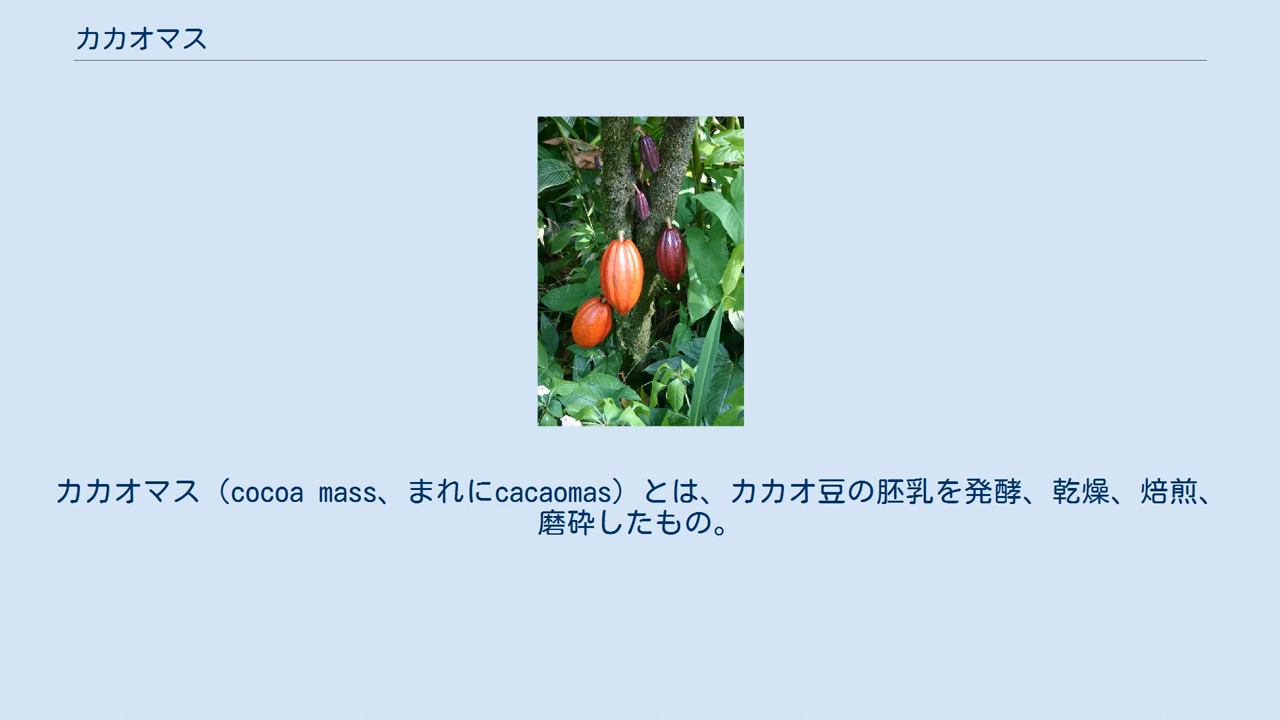 カカオマス
カカオマス（cocoa mass、まれにcacaomas）とは、カカオ豆の胚乳を発酵、乾燥、焙煎、
磨砕したもの。